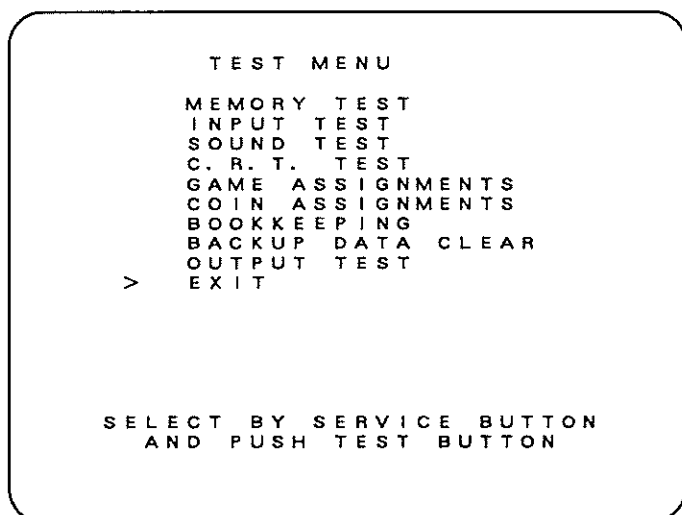 TEST MENU
MEMORY TEST
INPUT TEST
SOUND TEST
C. R. T. TEST
GAME ASSIGNMENTS
COIN ASSIGNMENTS
BOOKKEEPING
BACKUP DATA CLEAR
OUTPUT TEST
> EXIT
SELECT BY SERVICE BUTTON
AND PUSH TEST BUTTON